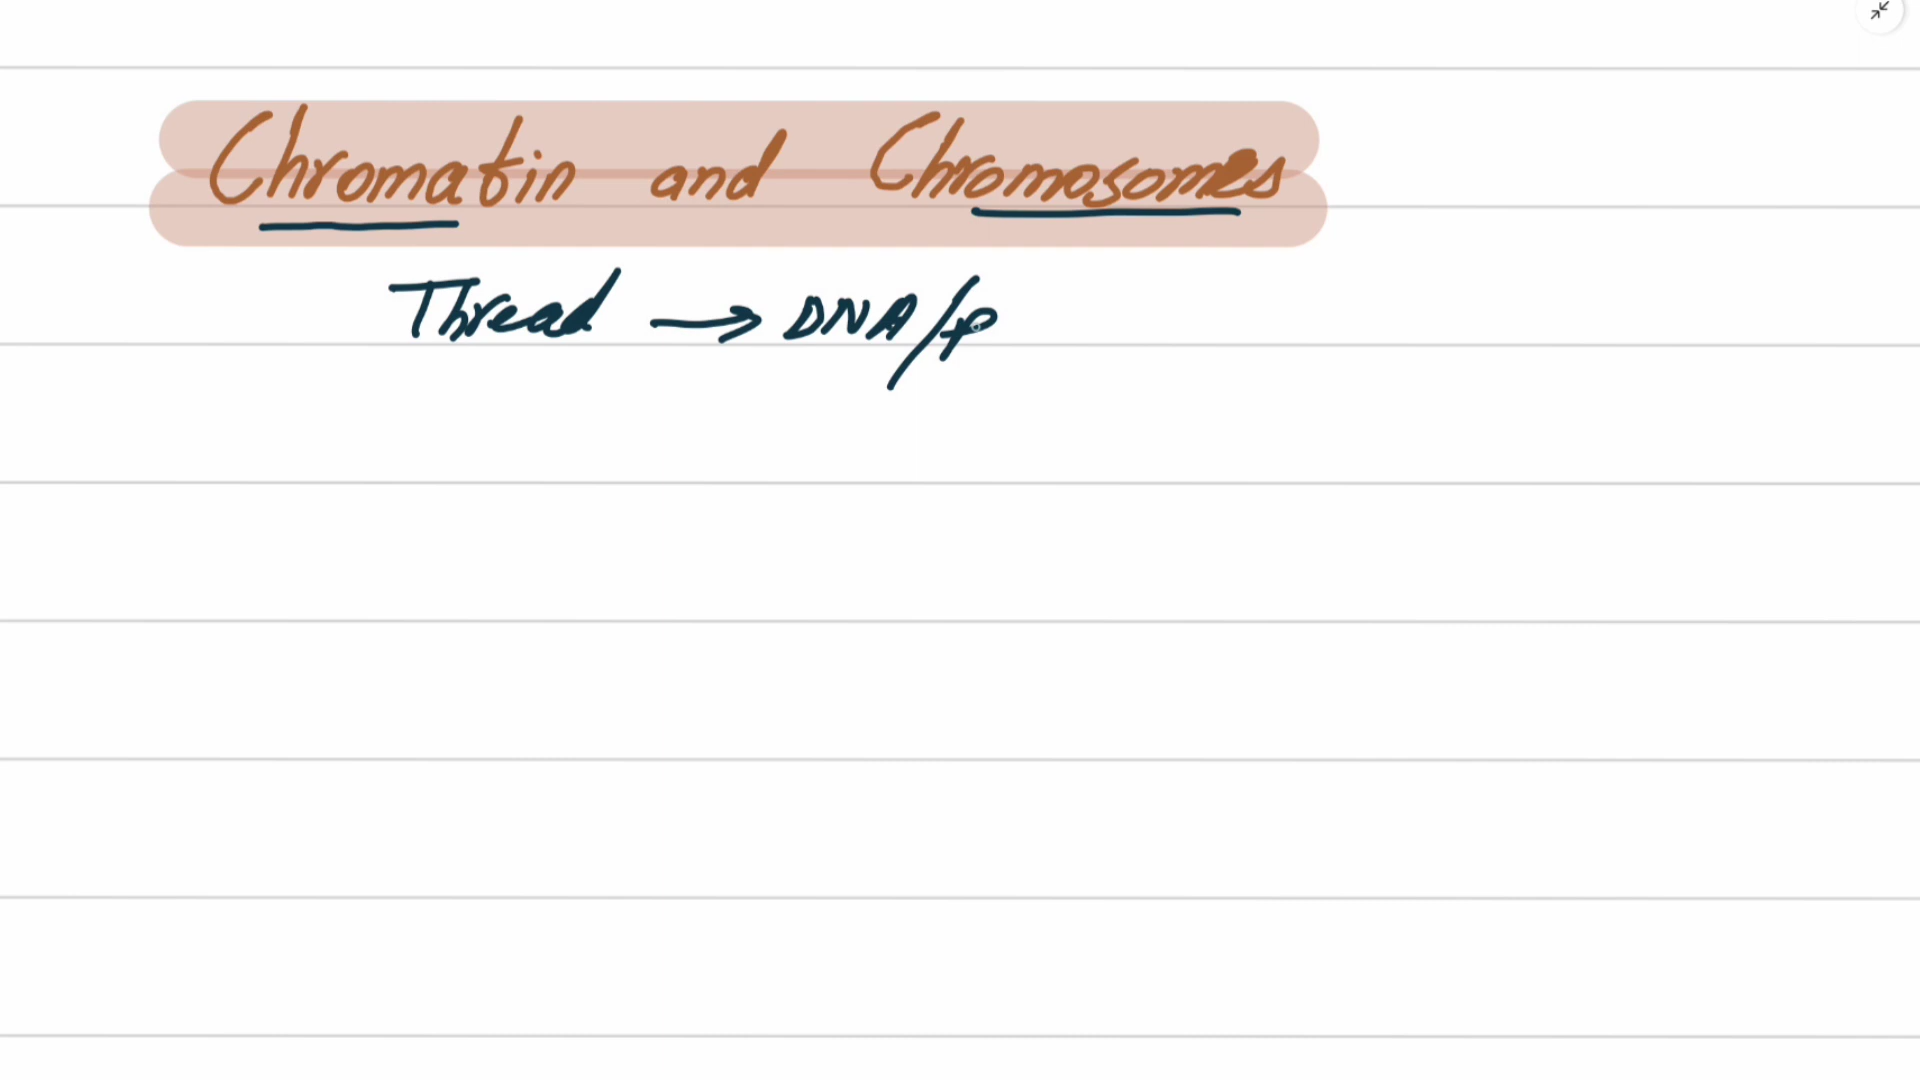 Chromatin and Chromosomes
Thread → DNA/p